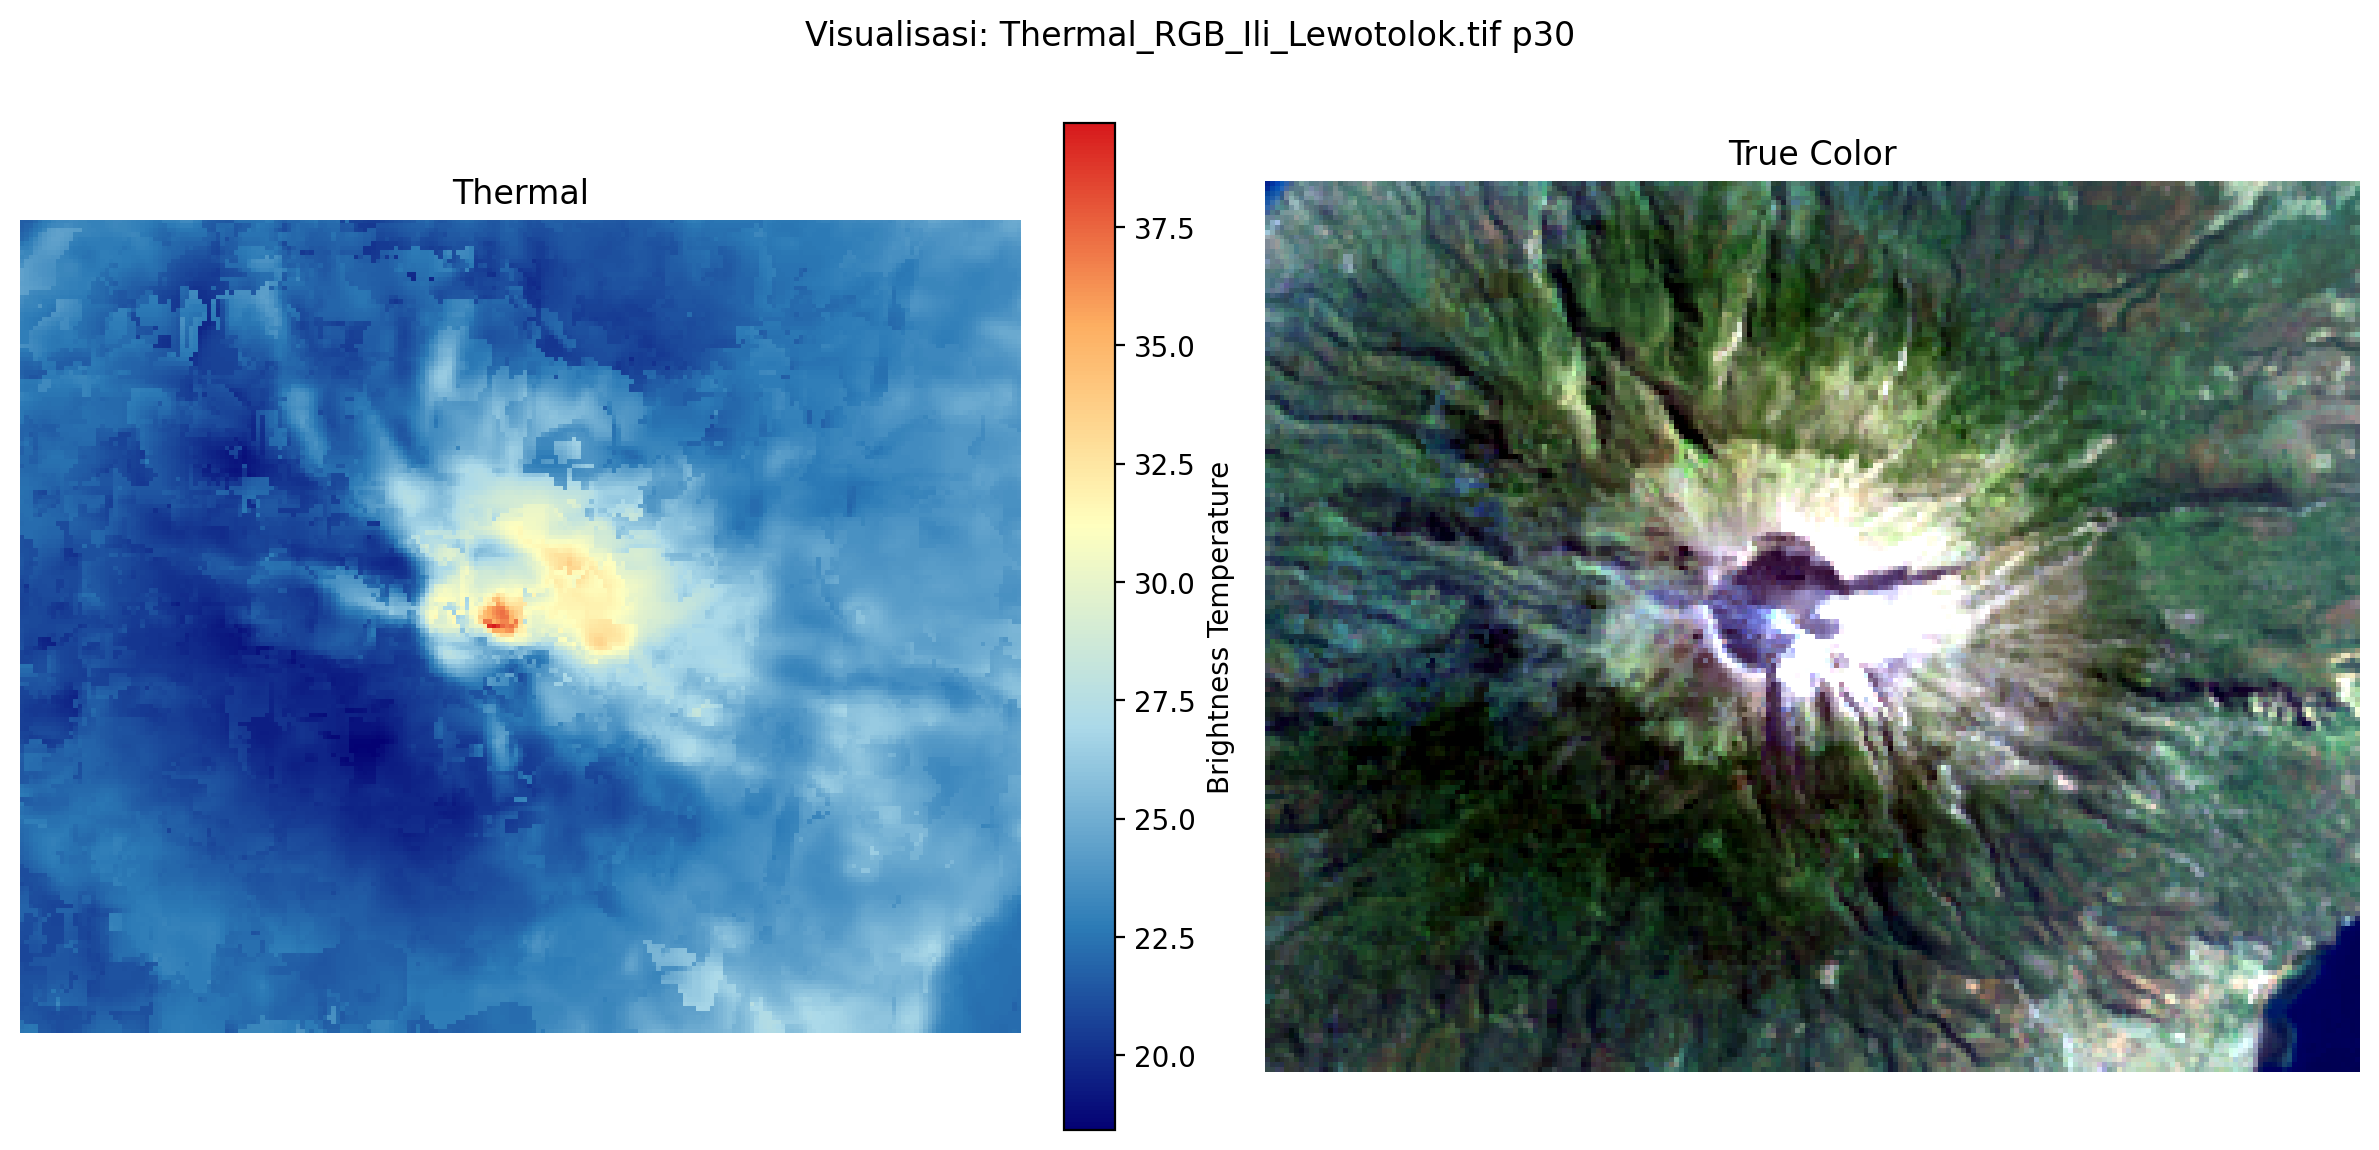 Visualisasi: Thermal_RGB_Ili_Lewotolok.tif p30
Thermal
True Color
37.5
35.0
32.5
30.0
27.5
25.0
22.5
20.0
Brightness Temperature